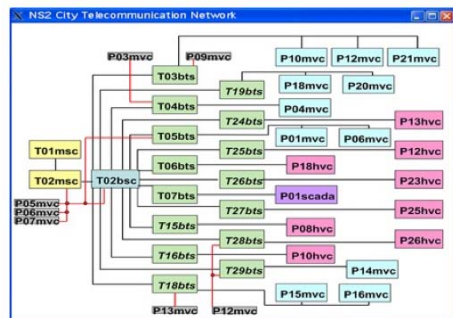 NS2 City Telecommunication Network
P03mvc
P09mvc
T03bts
P10mvc
P12mvc
P21mvc
T19bts
P18mvc
P20mvc
T04bts
P04mvc
T24bts
P13hvc
T05bts
P01mvc
P06mvc
T25bts
P12hvc
T01msc
T06bts
P18hvc
T02msc
T02bsc
T26bts
P23hvc
T07bts
P01scada
P05mvc
P06mvc
P07mvc
T27bts
P25hvc
T15bts
P08hvc
T28bts
P26hvc
T16bts
P10hvc
T29bts
P14mvc
T18bts
P15mvc
P16mvc
P13mvc
P12mvc